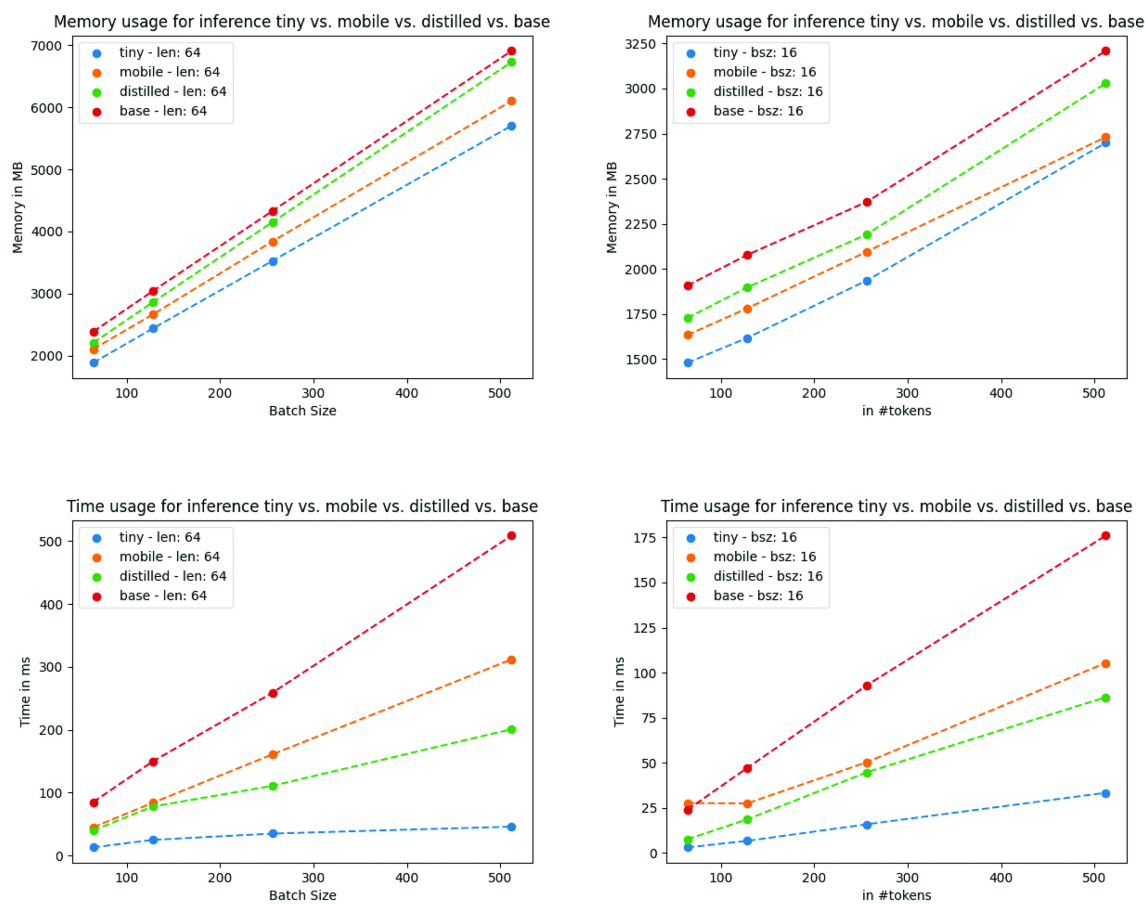 Memory usage for inference tiny vs. mobile vs. distilled vs. base
7000
6000
5000
4000
3000
2000
Memory in MB
tiny - len: 64
mobile - len: 64
distilled - len: 64
base - len: 64
100 200 300 400 500
Batch Size
Memory usage for inference tiny vs. mobile vs. distilled vs. base
3250
3000
2750
2500
2250
2000
1750
1500
Memory in MB
tiny - bsz: 16
mobile - bsz: 16
distilled - bsz: 16
base - bsz: 16
100 200 300 400 500
in #tokens
Time usage for inference tiny vs. mobile vs. distilled vs. base
500
400
300
200
100
0
Time in ms
tiny - len: 64
mobile - len: 64
distilled - len: 64
base - len: 64
100 200 300 400 500
Batch Size
Time usage for inference tiny vs. mobile vs. distilled vs. base
175
150
125
100
75
50
25
0
Time in ms
tiny - bsz: 16
mobile - bsz: 16
distilled - bsz: 16
base - bsz: 16
100 200 300 400 500
in #tokens